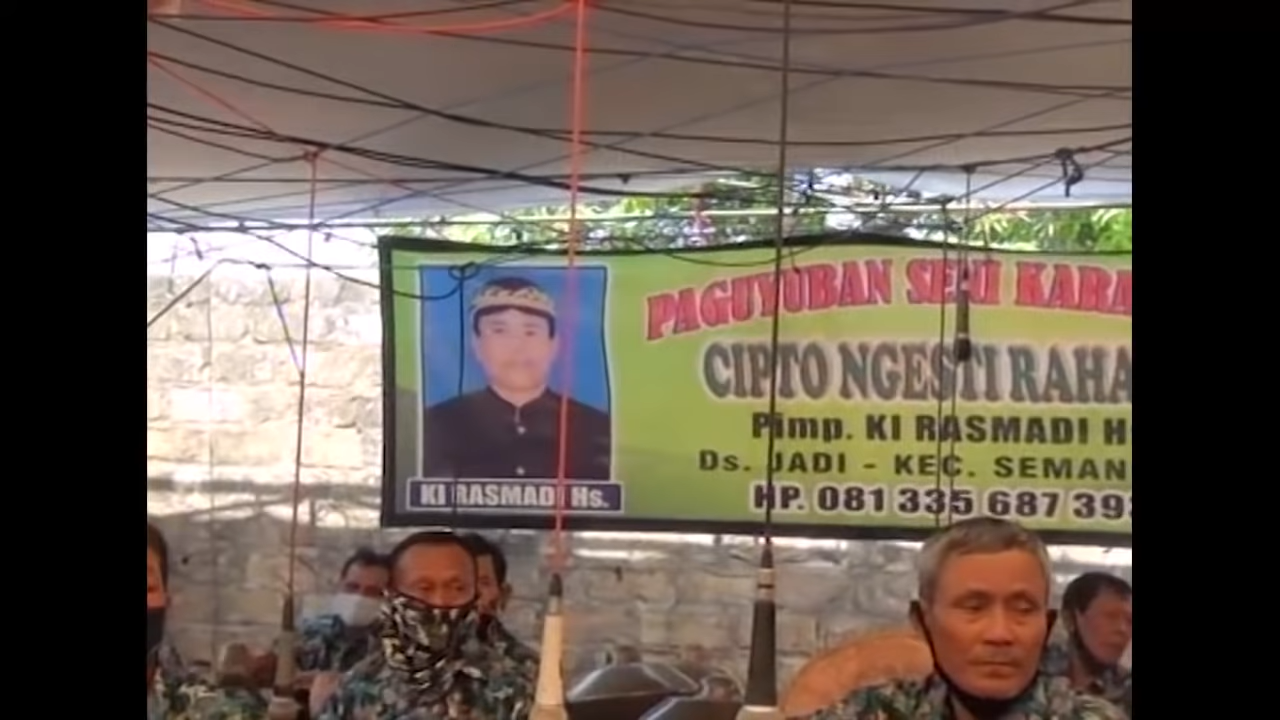 PAGUYUBAN SENI KARA
CIPTO NGESTI RAHA
Pimp. KI RASMADI H
Ds. JADI - KEC. SEMAN
HP. 081 335 687 393
KI RASMADI Hs.